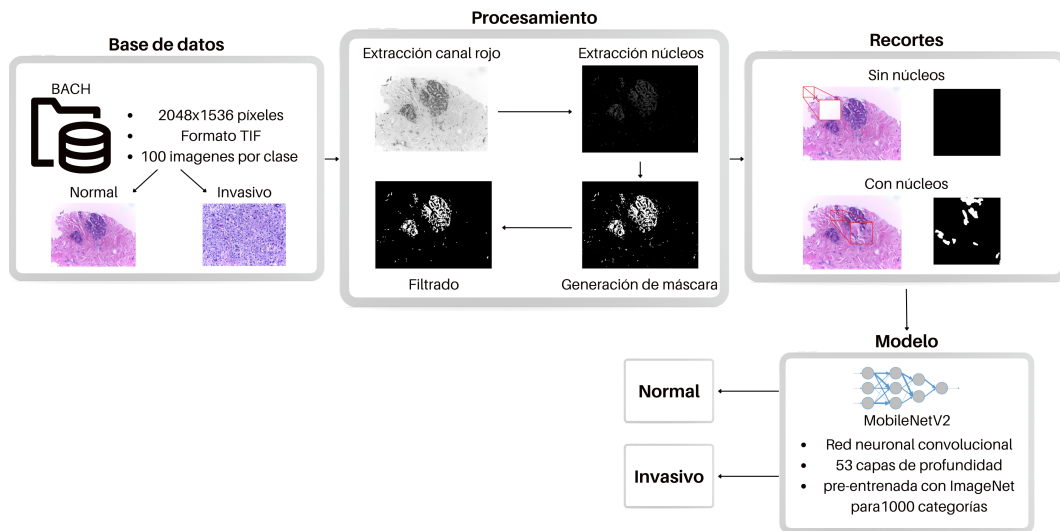 Base de datos
BACH
• 2048x1536 píxeles
• Formato TIF
• 100 imagenes por clase
Normal
Invasivo
Procesamiento
Extracción canal rojo
Extracción núcleos
Filtrado
Generación de máscara
Recortes
Sin núcleos
Con núcleos
Modelo
MobileNetV2
• Red neuronal convolucional
• 53 capas de profundidad
• pre-entrenada con ImageNet
para1000 categorías
Normal
Invasivo